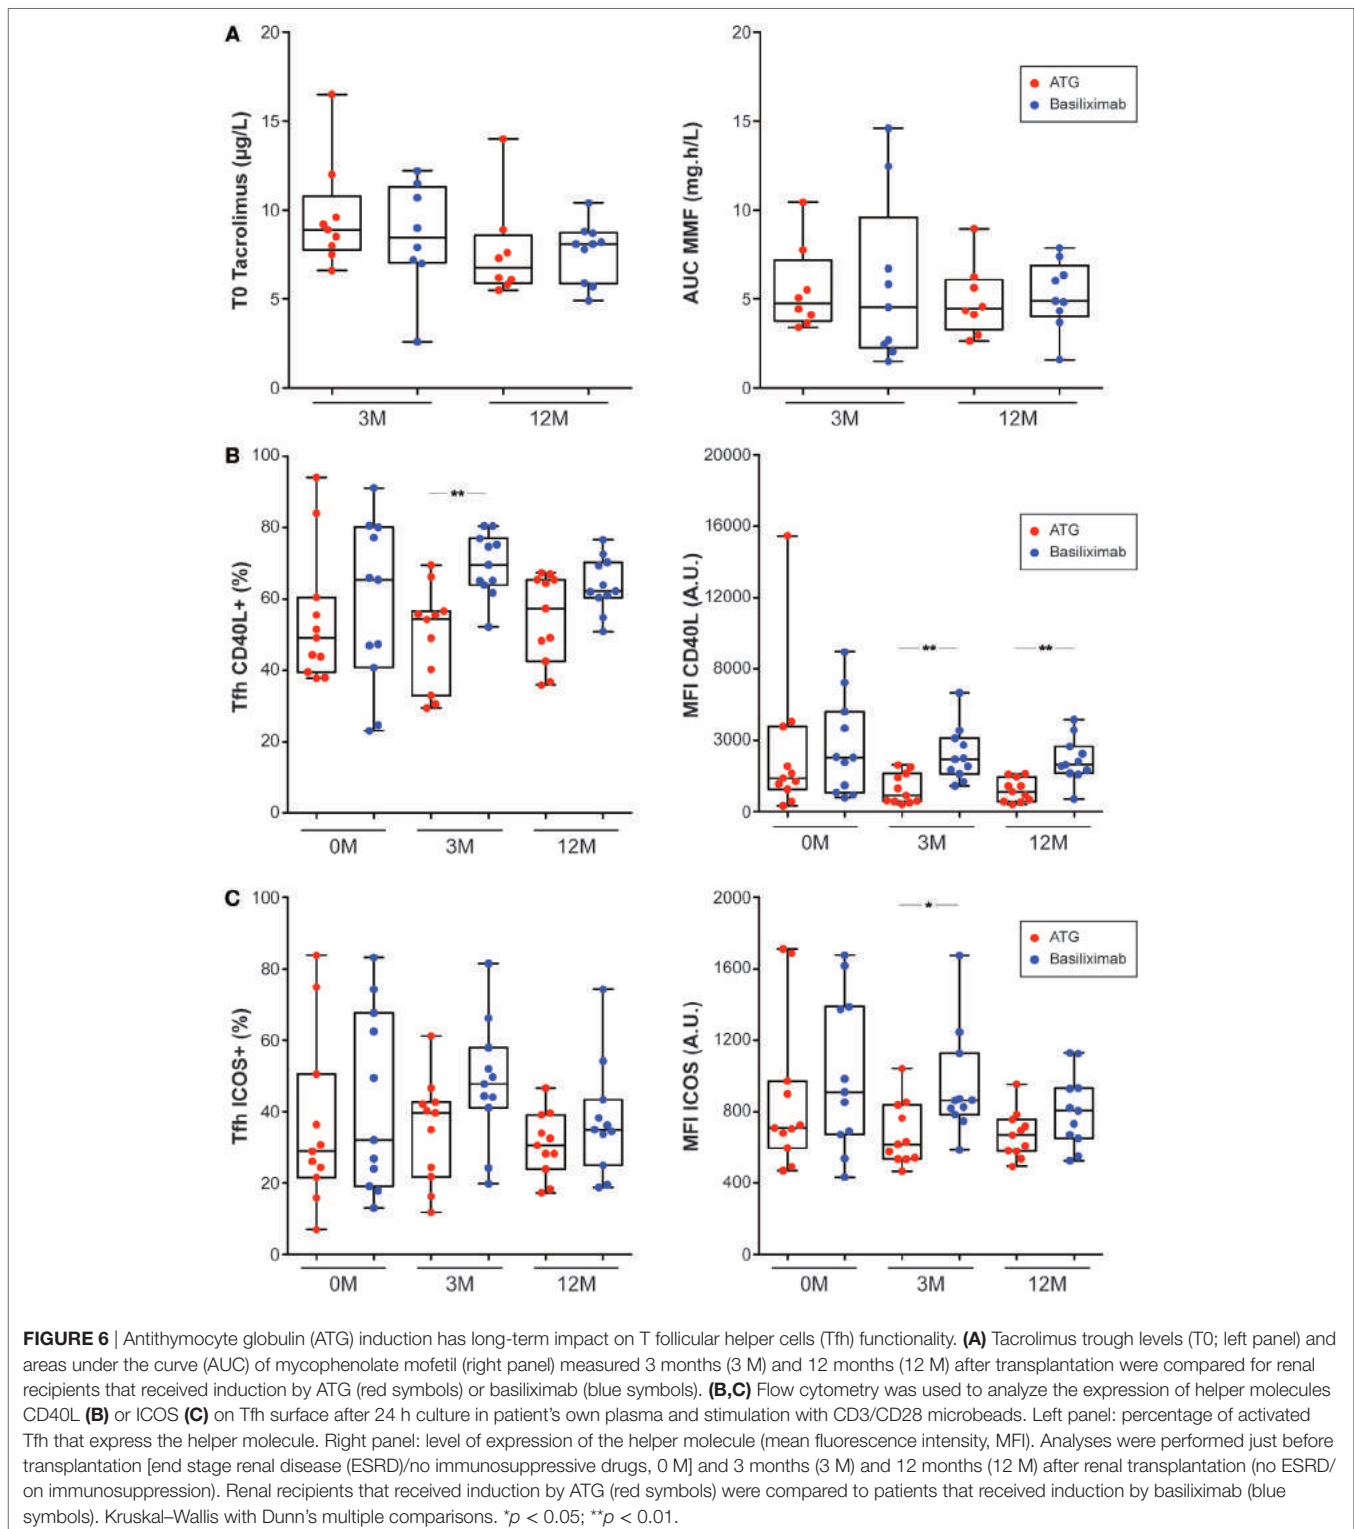 A
T0 Tacrolimus (µg/L)
20
15
10
5
0
3M
12M
AUC MMF (mg.h/L)
20
15
10
5
0
3M
12M
ATG
Basiliximab
B
Tfh CD40L+ (%)
100
80
60
40
20
0
**
0M
3M
12M
MFI CD40L (A.U.)
20000
16000
12000
8000
3000
0
**
**
0M
3M
12M
ATG
Basiliximab
C
Tfh ICOS+ (%)
100
80
60
40
20
0
0M
3M
12M
MFI ICOS (A.U.)
2000
1600
1200
800
400
0
*
0M
3M
12M
ATG
Basiliximab
FIGURE 6 | Antithymocyte globulin (ATG) induction has long-term impact on T follicular helper cells (Tfh) functionality. (A) Tacrolimus trough levels (T0; left panel) and
areas under the curve (AUC) of mycophenolate mofetil (right panel) measured 3 months (3 M) and 12 months (12 M) after transplantation were compared for renal
recipients that received induction by ATG (red symbols) or basiliximab (blue symbols). (B,C) Flow cytometry was used to analyze the expression of helper molecules
CD40L (B) or ICOS (C) on Tfh surface after 24 h culture in patient's own plasma and stimulation with CD3/CD28 microbeads. Left panel: percentage of activated
Tfh that express the helper molecule. Right panel: level of expression of the helper molecule (mean fluorescence intensity, MFI). Analyses were performed just before
transplantation [end stage renal disease (ESRD)/no immunosuppressive drugs, 0 M] and 3 months (3 M) and 12 months (12 M) after renal transplantation (no ESRD/
on immunosuppression). Renal recipients that received induction by ATG (red symbols) were compared to patients that received induction by basiliximab (blue
symbols). Kruskal–Wallis with Dunn's multiple comparisons. *p < 0.05; **p < 0.01.